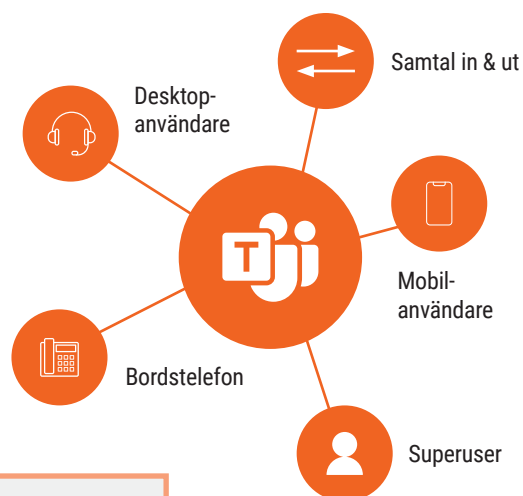 Samtal in & ut
Desktop-
användare
T
Mobil-
användare
Bordstelefon
Superuser